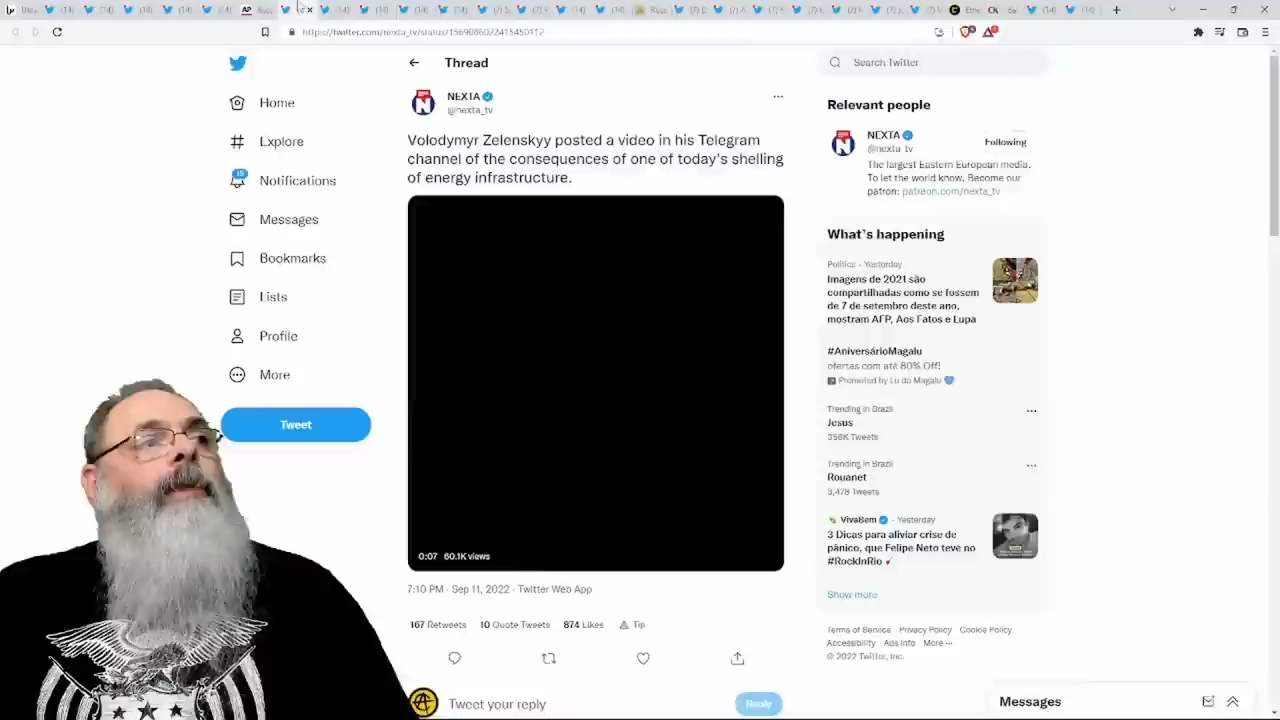 https://twitter.com/nexta_tv/status/1569086022415450112
Home
Explore
15
Notifications
Messages
Bookmarks
Lists
Profile
More
Tweet
Thread
NEXTA
@nexta_tv
Volodymyr Zelenskyy posted a video in his Telegram
channel of the consequences of one of today's shelling
of energy infrastructure.
0:07 60.1K views
7:10 PM · Sep 11, 2022 · Twitter Web App
167 Retweets 10 Quote Tweets 874 Likes Tip
Tweet your reply
Reply
Search Twitter
Relevant people
NEXTA
@nexta_tv
Following
The largest Eastern European media.
To let the world know. Become our
patron: patreon.com/nexta_tv
What's happening
Politics · Yesterday
Imagens de 2021 são
compartilhadas como se fossem
de 7 de setembro deste ano,
mostram AFP, Aos Fatos e Lupa
#AniversárioMagalu
ofertas com até 80% Off!
Promoted by Lu do Magalu
Trending in Brazil
Jesus
356K Tweets
Trending in Brazil
Rouanet
3,478 Tweets
VivaBem · Yesterday
3 Dicas para aliviar crise de
pânico, que Felipe Neto teve no
#RockInRio
Show more
Terms of Service Privacy Policy Cookie Policy
Accessibility Ads info More ···
© 2022 Twitter, Inc.
Messages